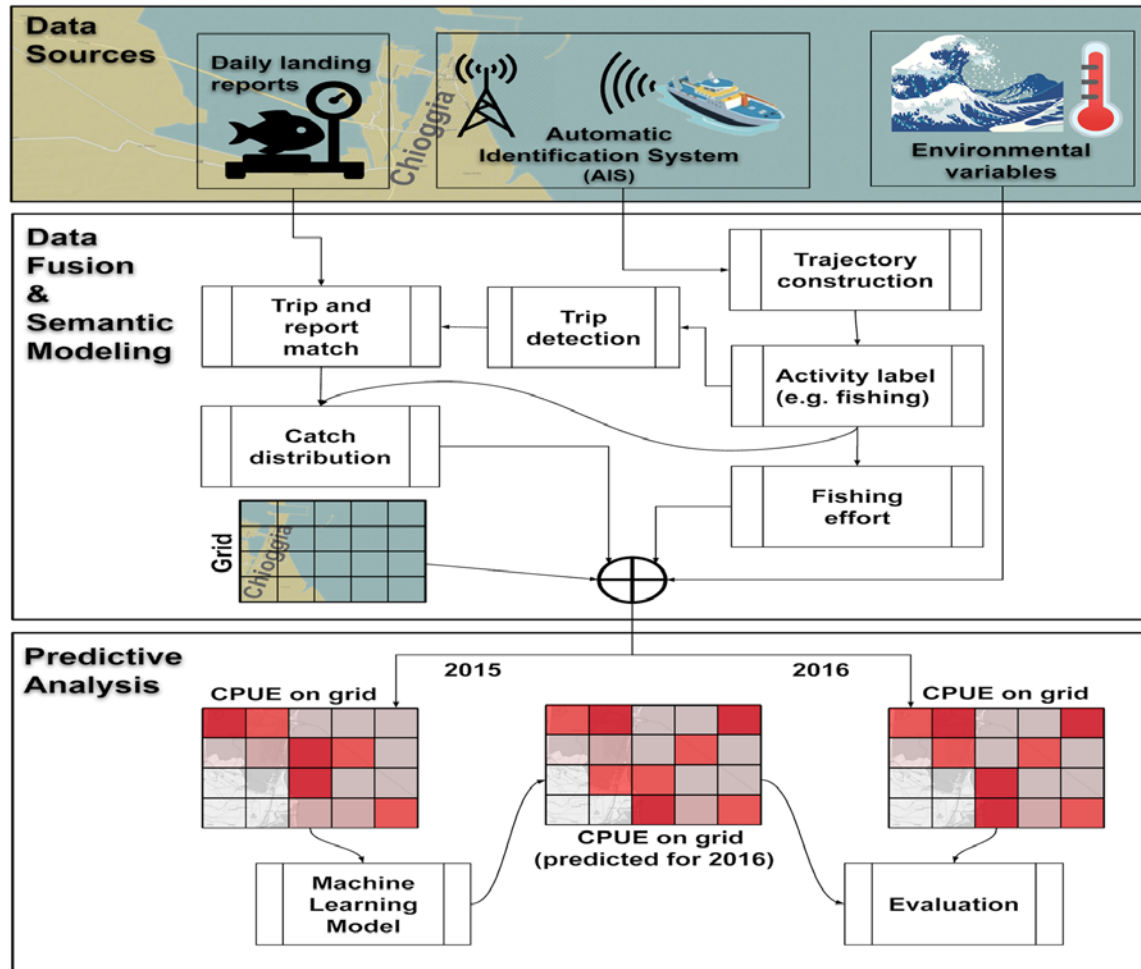 Data
Sources
Daily landing
reports
Chioggia
Automatic
Identification System
(AIS)
Environmental
variables
Data
Fusion
&
Semantic
Modeling
Trajectory
construction
Trip and
report
match
Trip
detection
Activity label
(e.g. fishing)
Catch
distribution
Fishing
effort
Grid
Chioggia
Predictive
Analysis
2015
2016
CPUE on grid
CPUE on grid
CPUE on grid
(predicted for 2016)
Machine
Learning
Model
Evaluation